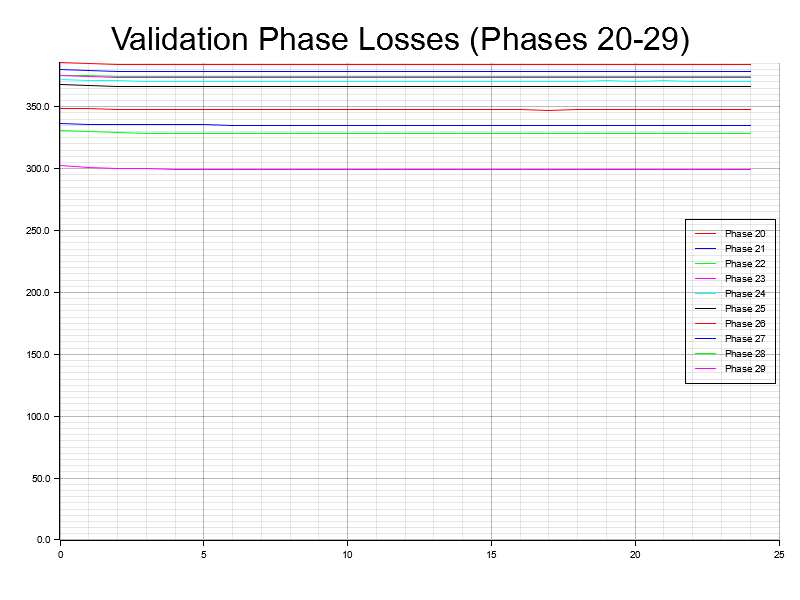 Validation Phase Losses (Phases 20-29)
350.0
300.0
250.0
200.0
150.0
100.0
50.0
0.0
0 5 10 15 20 25
Phase 20
Phase 21
Phase 22
Phase 23
Phase 24
Phase 25
Phase 26
Phase 27
Phase 28
Phase 29